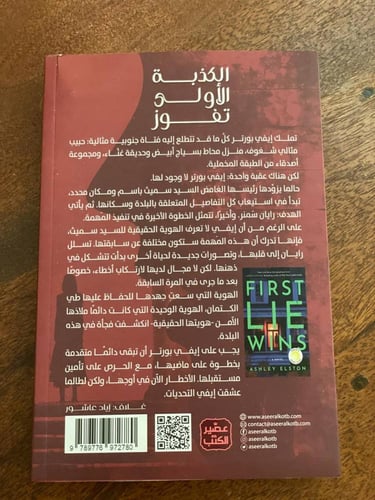 الكذبة
الأولى
تفوز
تملك إيفي بورتر كلَّ ما قد تتطلع إليه فتاة جنوبية مثالية: حبيب
مثالي شغوف، منزل محاط بسياج أبيض وحديقة غنَّاء، ومجموعة
أصدقاء من الطبقة المخملية.
لكن هناك عقبة واحدة: إيفي بورتر لا وجود لها.
حالما يزوِّدها رئيسها الغامض السيد سميث باسم ومكان محدد،
تبدأ في استيعاب كل التفاصيل المتعلقة بالبلدة وسكانها. ثم يأتي
الهدف: رايان سَمنر. وأخيرًا، تتمثل الخطوة الأخيرة في تنفيذ المهمة.
على الرغم من أن إيفي لا تعرف الهوية الحقيقية للسيد سميث،
فإنها تدرك أن هذه المهمة ستكون مختلفة عن سابقتها. تسلل
رايان إلى قلبها، وتصورات جديدة لحياة أخرى بدأت تتشكل في
ذهنها. لكن لا مجال لديها لارتكاب أخطاء، خصوصًا
بعد ما جرى في المرة السابقة.
الهوية التي سعت جهدها للحفاظ عليها طي
الكتمان، الهوية الوحيدة التي كانت دائمًا ملاذها
الآمن -هويتها الحقيقية- انكشفت فجأة في هذه
البلدة.
يجب على إيفي بورتر أن تبقى دائمًا متقدمة
بخطوة على ماضيها، مع الحرص على تأمين
مستقبلها. الأخطار الآن في أوجها، ولكن لطالما
عشقت إيفي التحديات.
FIRST
LIE
WINS
ASHLEY ELSTON
غلاف: إياد عاشور
9 789778 972780
عصير
الكتب
www.aseeralkotb.com
contact@aseeralkotb.com
aseeralkotb
aseeralkotb
aseeralkotb